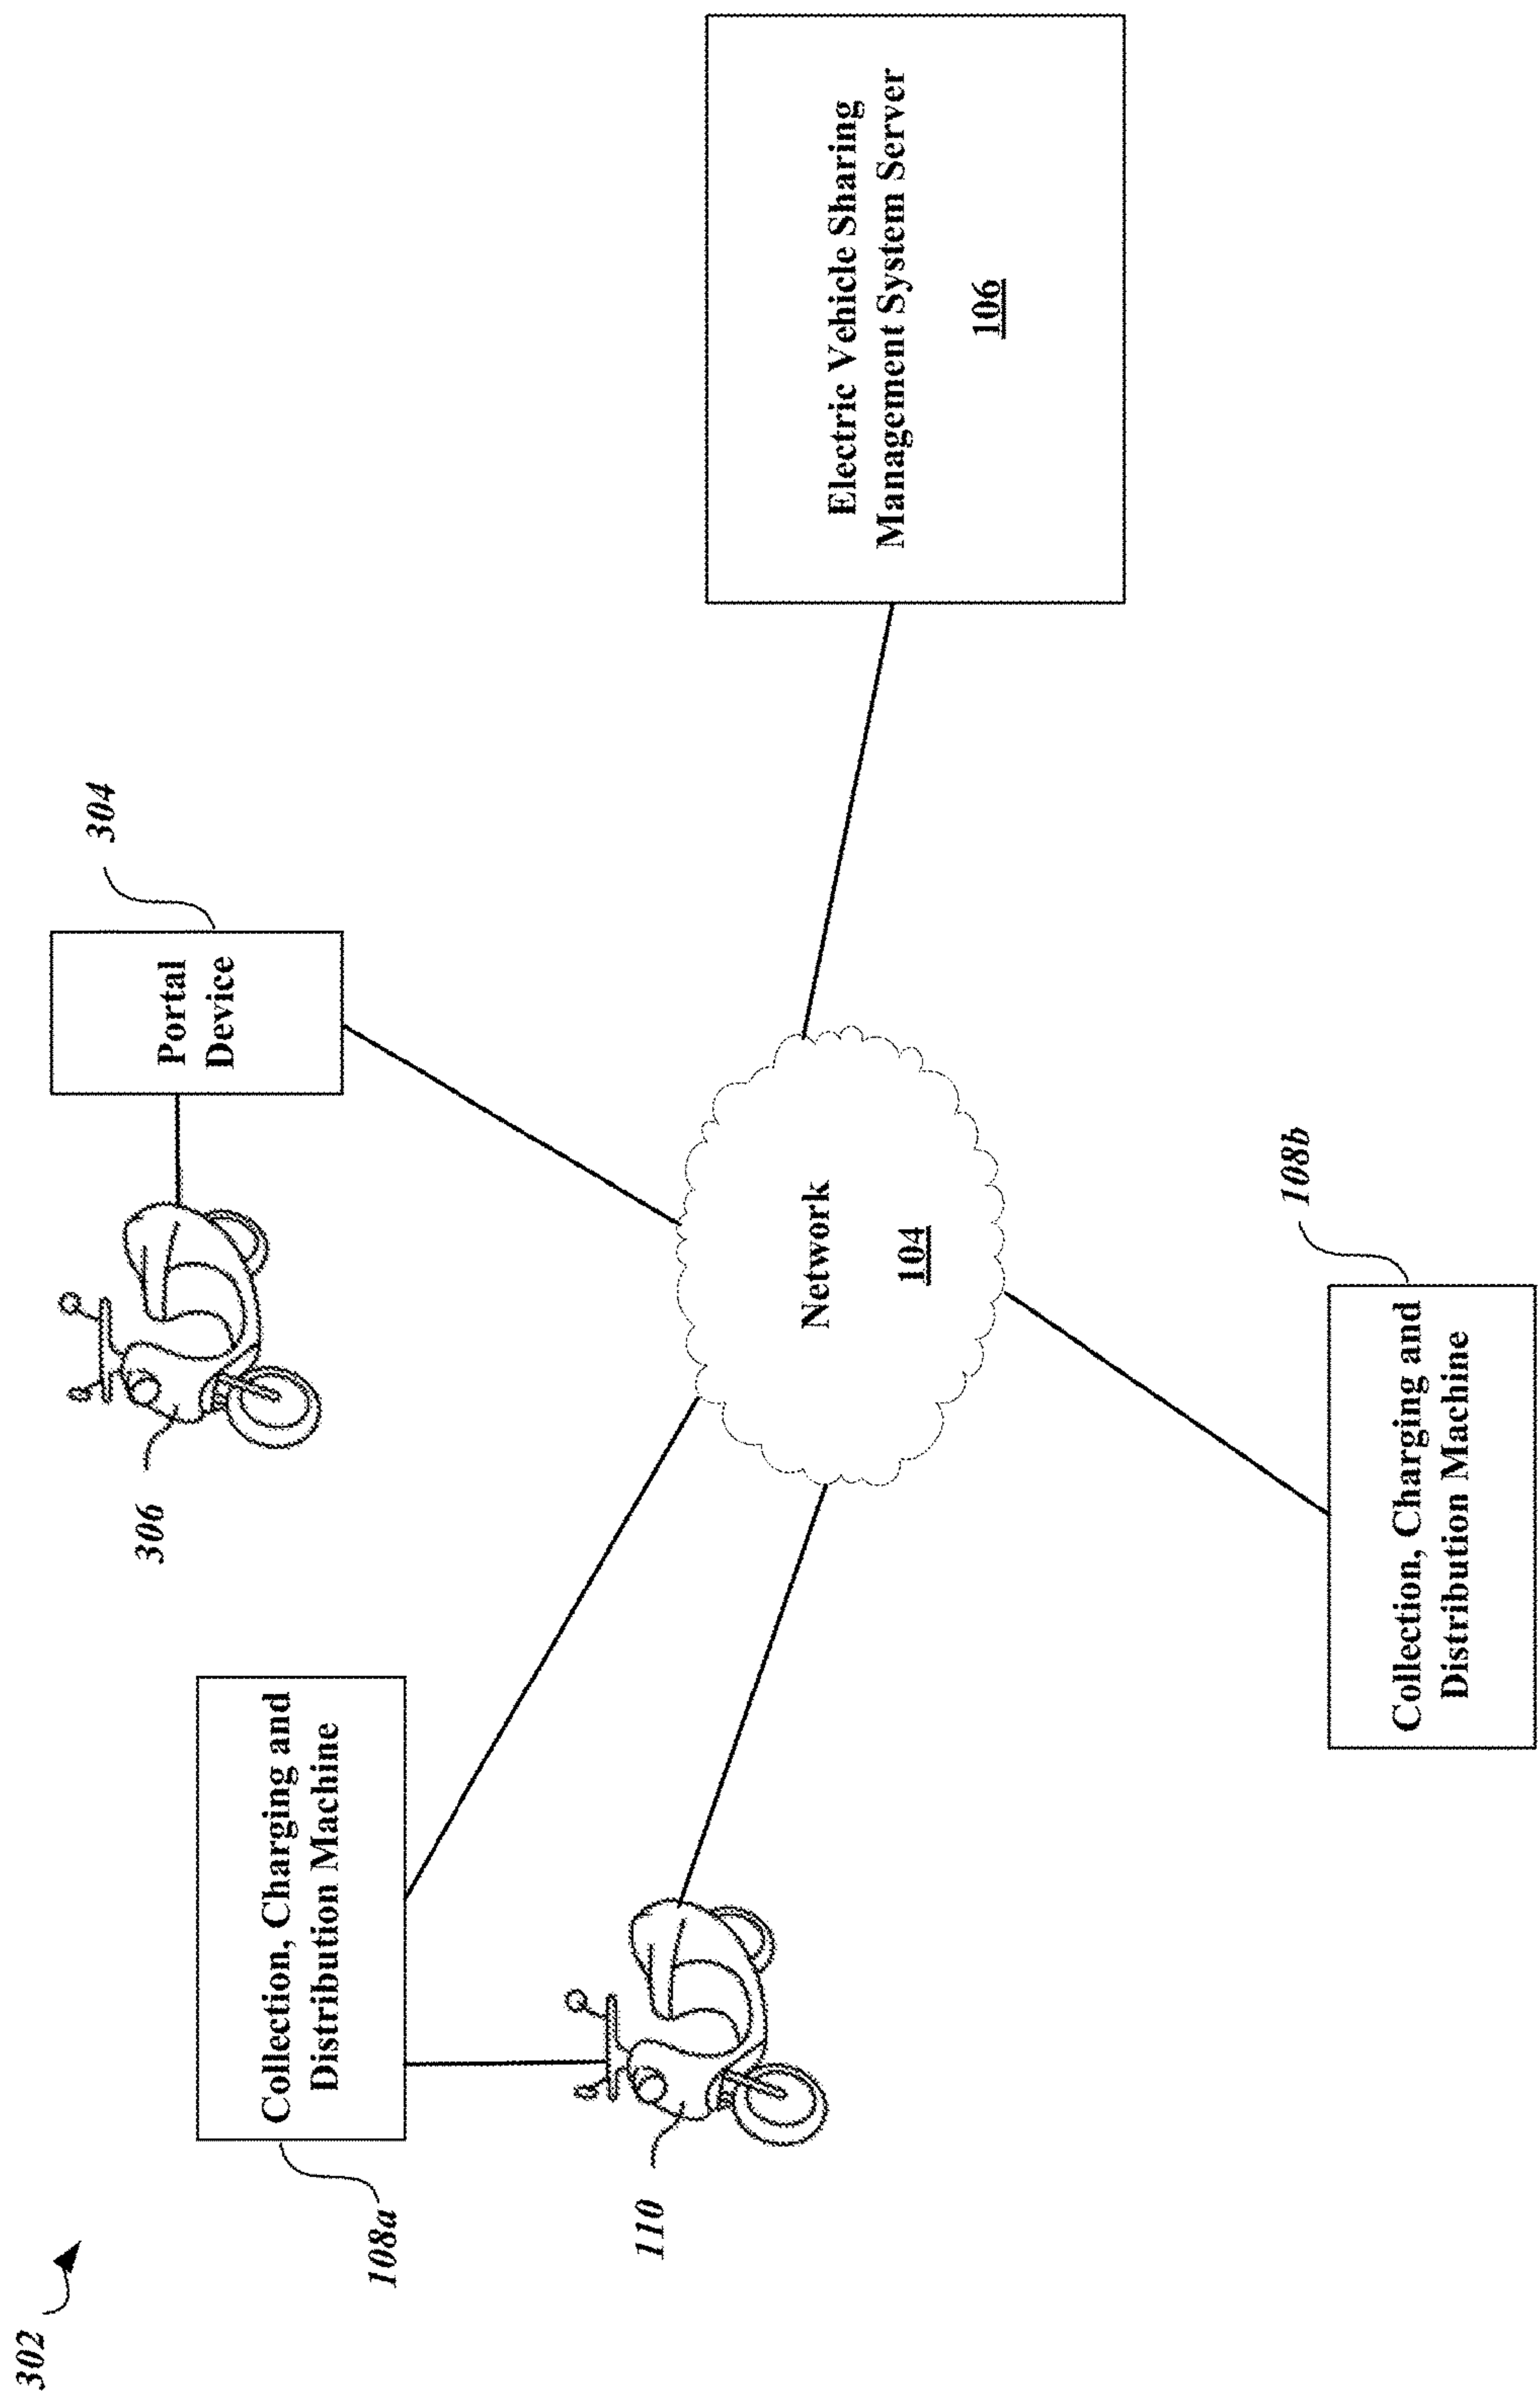 302
108a
Collection, Charging and
Distribution Machine
110
306
Portal
Device
304
Network
104
Electric Vehicle Sharing
Management System Server
106
Collection, Charging and
Distribution Machine
108b